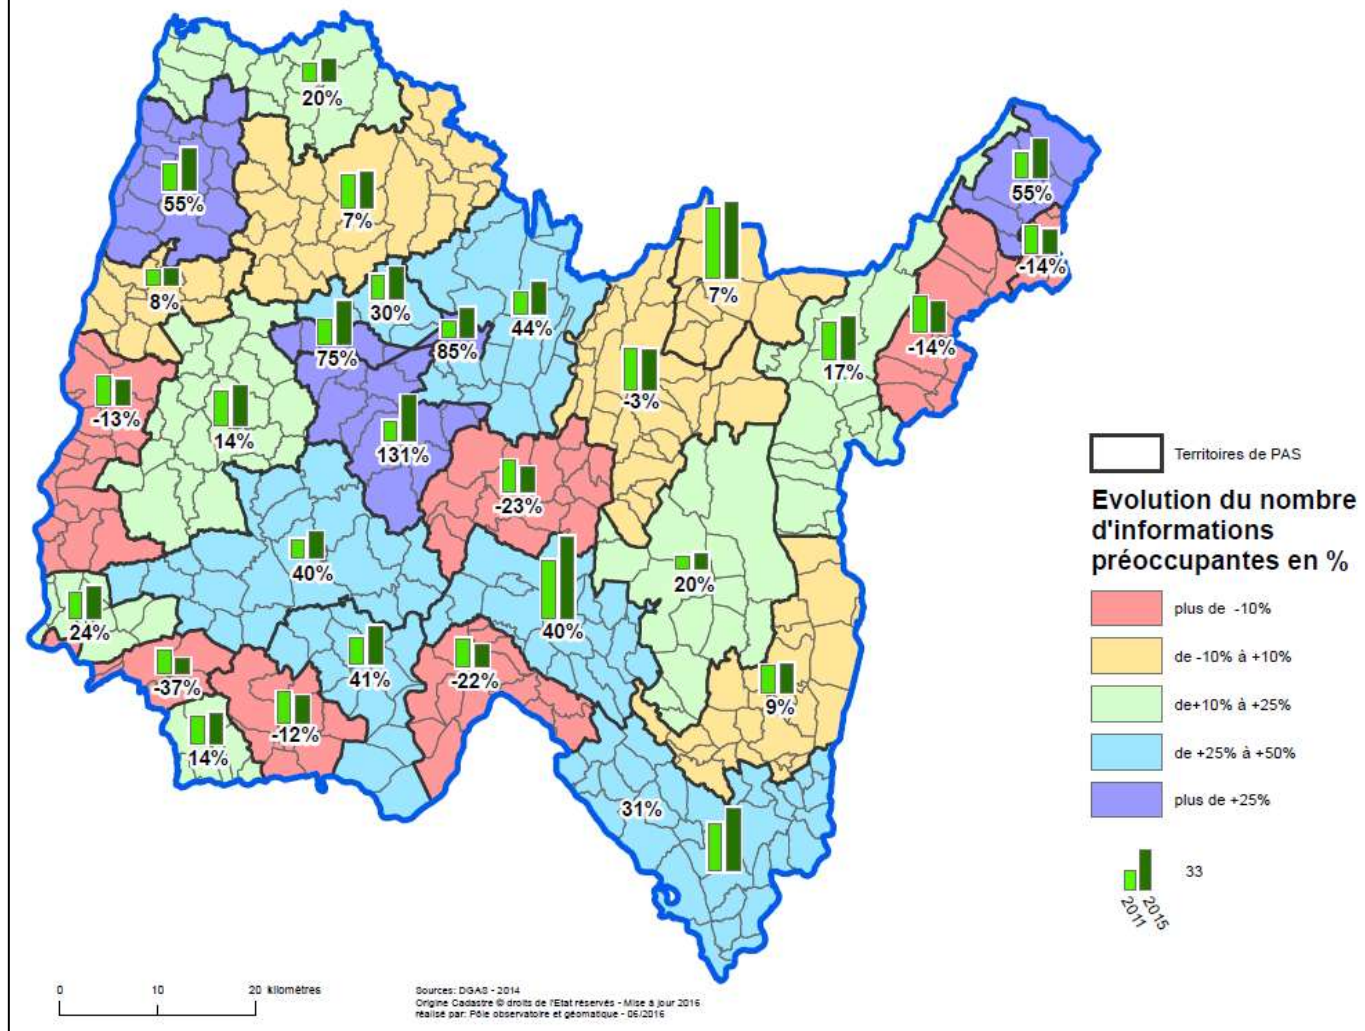 20%
55%
55%
7%
-14%
7%
8%
30%
44%
75%
85%
17%
-14%
-3%
-13%
14%
131%
-23%
40%
20%
24%
40%
41%
-22%
-37%
-12%
9%
14%
31%
Territoires de PAS
Evolution du nombre
d'informations
préoccupantes en %
plus de -10%
de -10% à +10%
de+10% à +25%
de +25% à +50%
plus de +25%
33
2011
2015
0 10 20 kilomètres
Sources: DGAS - 2014
Origine Cadastre © droits de l'Etat réservés - Mise à jour 2016
réalisé par: Pôle observatoire et géomatique - 06/2016